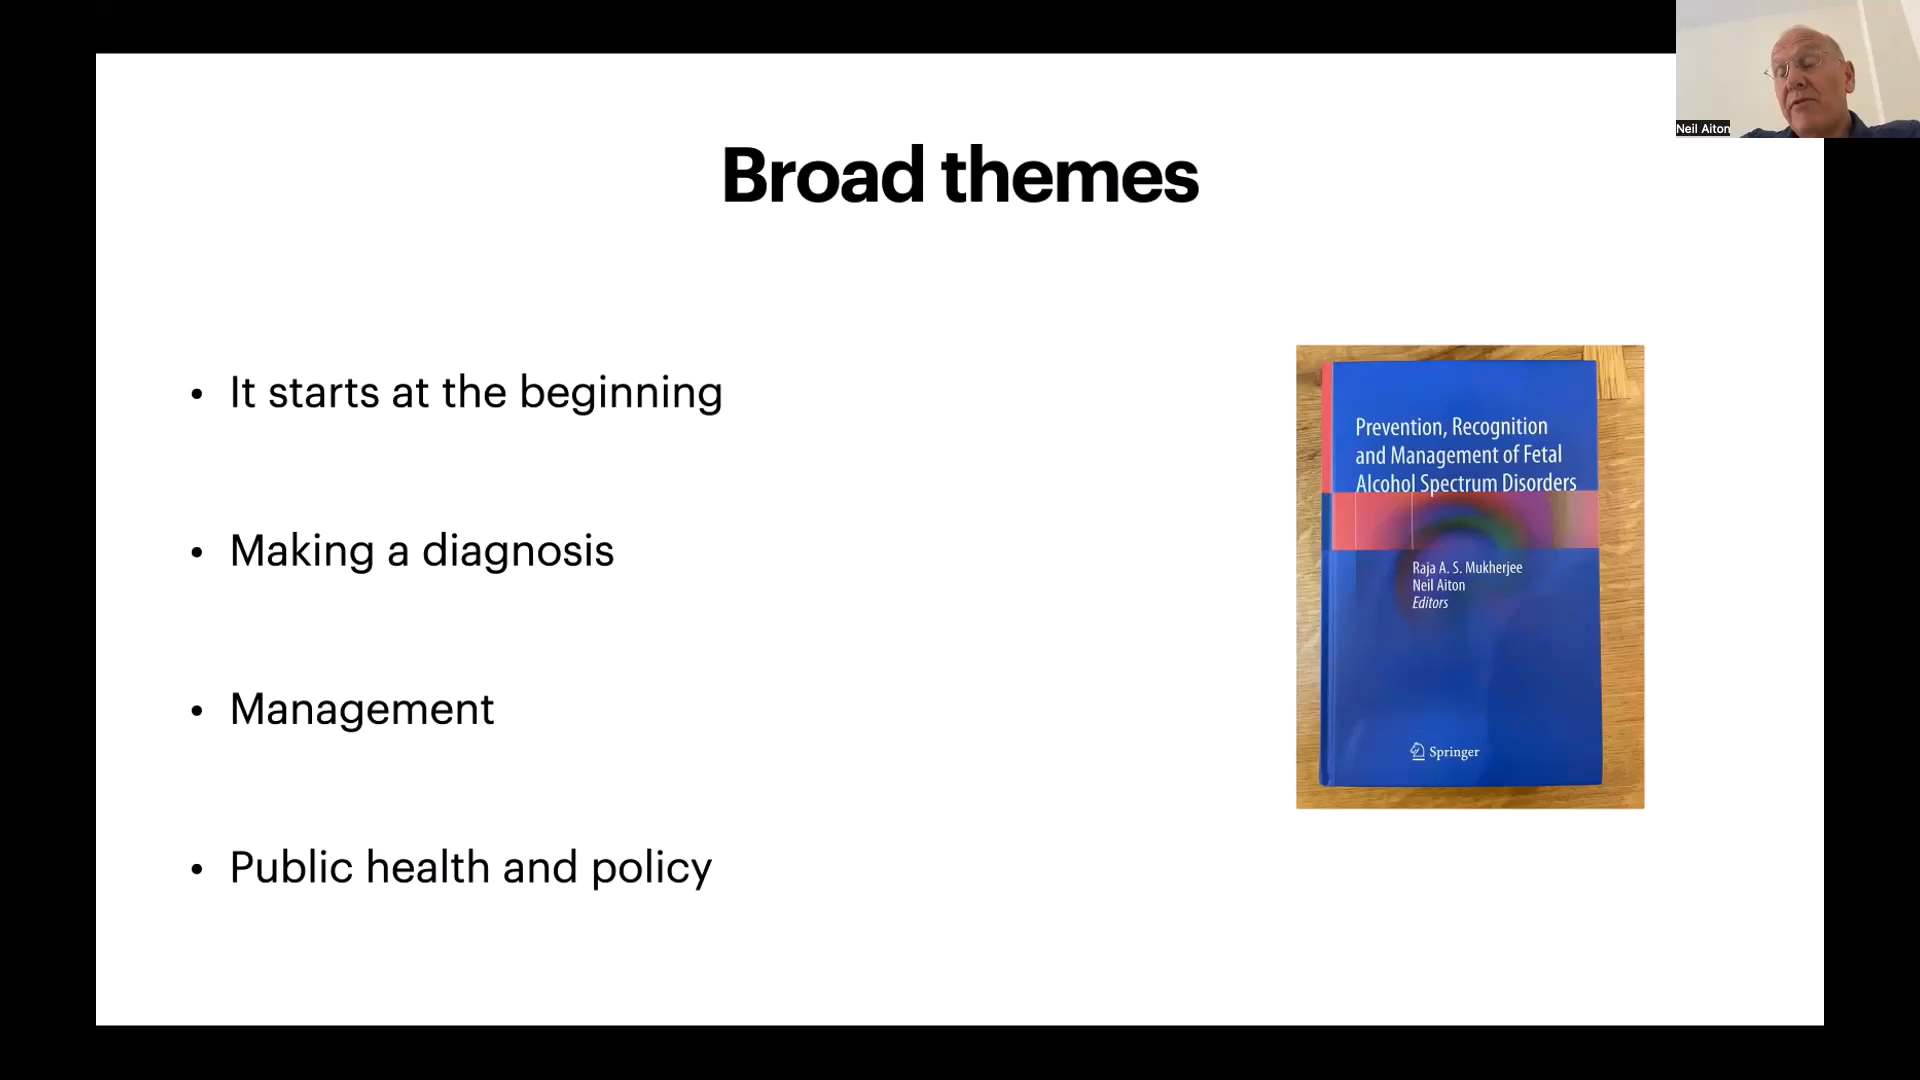 Neil Aiton
Broad themes
• It starts at the beginning
• Making a diagnosis
• Management
• Public health and policy
Prevention, Recognition
and Management of Fetal
Alcohol Spectrum Disorders
Raja A. S. Mukherjee
Neil Aiton
Editors
Springer